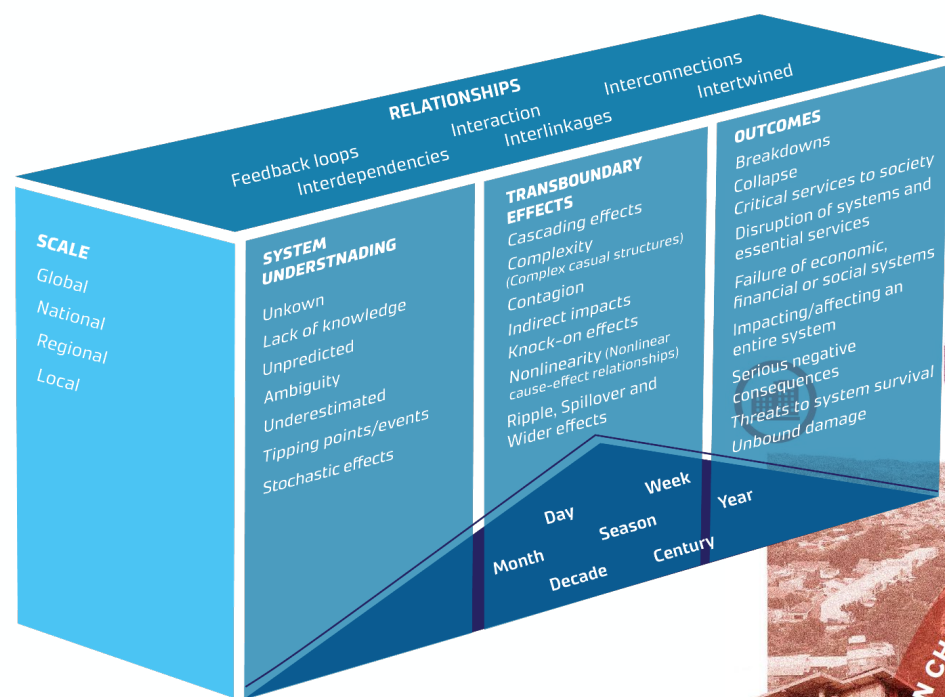 RELATIONSHIPS
Interconnections
Interaction
Intertwined
Feedback loops
Interlinkages
Interdependencies
SCALE
Global
National
Regional
Local
SYSTEM
UNDERSTNADING
Unkown
Lack of knowledge
Unpredicted
Ambiguity
Underestimated
Tipping points/events
Stochastic effects
TRANSBOUNDARY
EFFECTS
Cascading effects
Complexity
(Complex casual structures)
Contagion
Indirect impacts
Knock-on effects
Nonlinearity (Nonlinear
cause-effect relationships)
Ripple, Spillover and
Wider effects
OUTCOMES
Breakdowns
Collapse
Critical services to society
Disruption of systems and
essential services
Failure of economic,
financial or social systems
Impacting/affecting an
entire system
Serious negative
consequences
Threats to system survival
Unbound damage
Week
Day
Year
Season
Month
Century
Decade